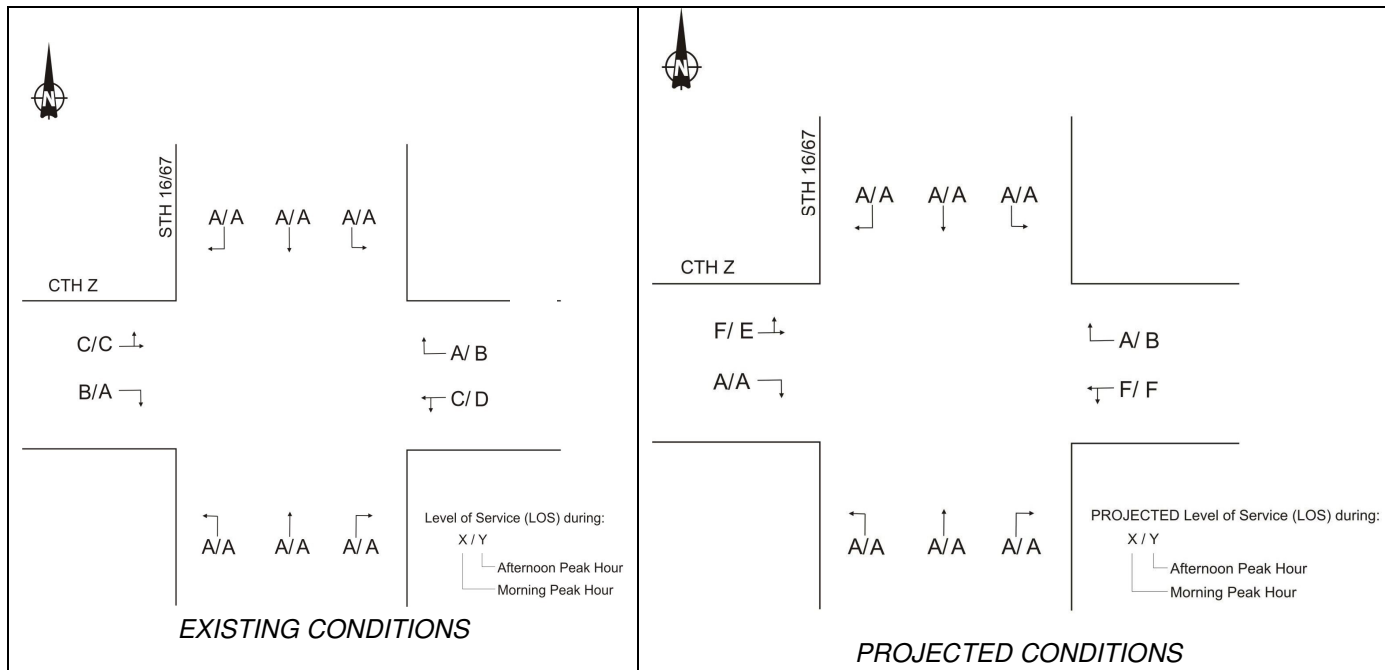 N
STH 16/67
A/A A/A A/A
CTH Z
C/C
A/ B
B/A
C/ D
A/A A/A A/A
Level of Service (LOS) during:
X / Y
Afternoon Peak Hour
Morning Peak Hour
EXISTING CONDITIONS
N
STH 16/67
A/A A/A A/A
CTH Z
F/ E
A/ B
A/A
F/ F
A/A A/A A/A
PROJECTED Level of Service (LOS) during:
X / Y
Afternoon Peak Hour
Morning Peak Hour
PROJECTED CONDITIONS